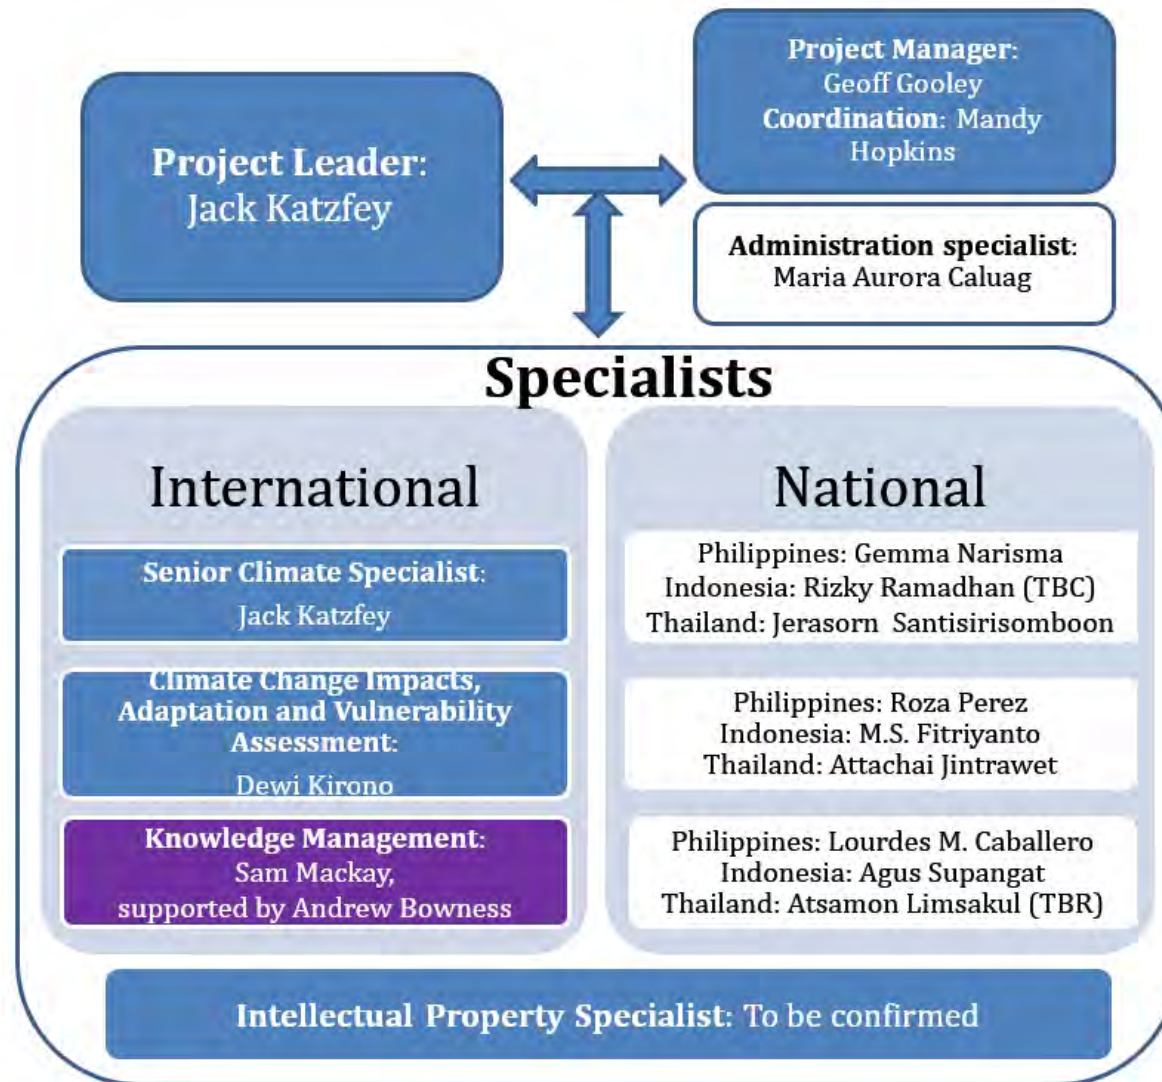 Project Leader:
Jack Katzfey
Project Manager:
Geoff Gooley
Coordination: Mandy
Hopkins
Administration specialist:
Maria Aurora Caluag
Specialists
International
Senior Climate Specialist:
Jack Katzfey
Climate Change Impacts,
Adaptation and Vulnerability
Assessment:
Dewi Kirono
Knowledge Management:
Sam Mackay,
supported by Andrew Bowness
National
Philippines: Gemma Narisma
Indonesia: Rizky Ramadhan (TBC)
Thailand: Jerasorn Santisirisomboon
Philippines: Roza Perez
Indonesia: M.S. Fitriyanto
Thailand: Attachai Jintrawet
Philippines: Lourdes M. Caballero
Indonesia: Agus Supangat
Thailand: Atsamon Limsakul (TBR)
Intellectual Property Specialist: To be confirmed